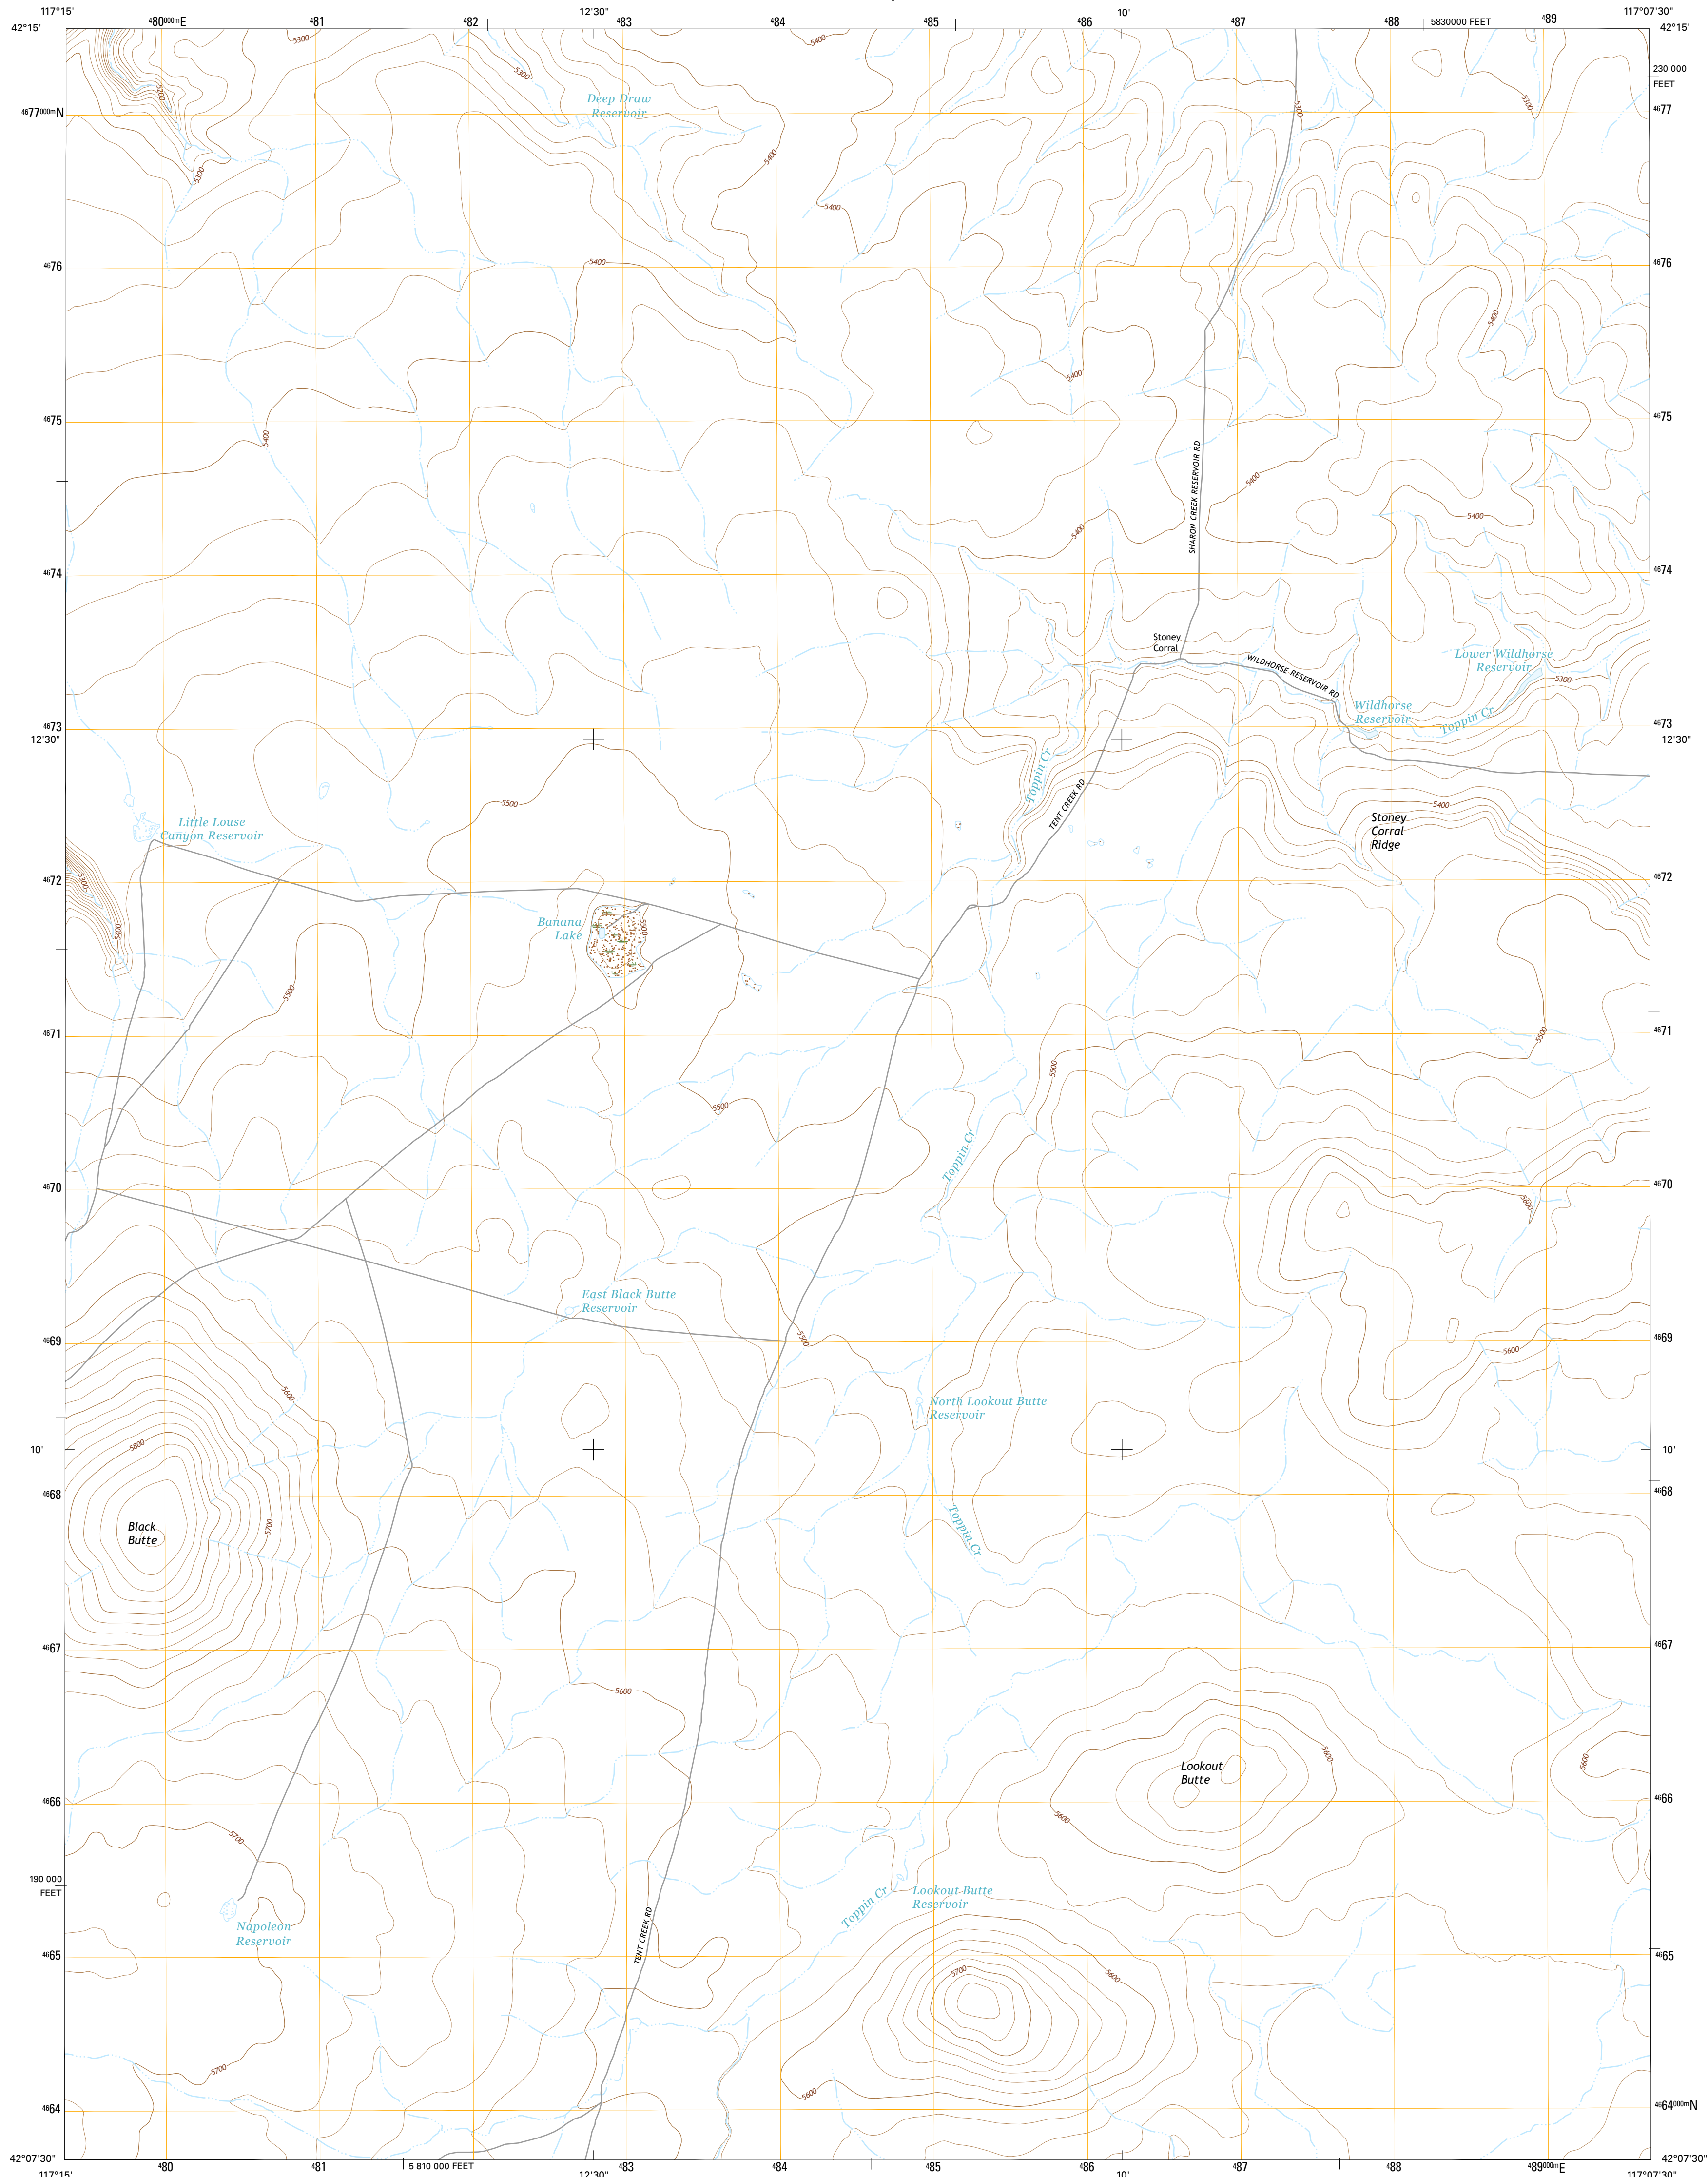 117°15'
480000mE
481
482
12'30"
483
484
485
486
10'
487
488
5830000 FEET
489
117°07'30"
42°15'
42°15'
5300
5400
5300
230 000
FEET
5200
Deep Draw
Reservoir
5300
5300
4677000mN
4677
5400
5300
5400
4676
5400
4676
5400
5400
4675
4675
5400
SHARON CREEK RESERVOIR RD
5400
5400
5400
4674
4674
Stoney
Corral
WILDHORSE RESERVOIR RD
Lower Wildhorse
Reservoir
5300
Wildhorse
Reservoir
Toppin Cr
4673
4673
12'30"
12'30"
Toppin Cr
TENT CREEK RD
5500
5400
Little Louse
Canyon Reservoir
Stoney
Corral
Ridge
5300
4672
4672
Banana
Lake
5500
5400
5500
4671
5500
4671
5500
5500
Toppin Cr
4670
4670
5600
East Black Butte
Reservoir
4669
5500
4669
5600
5600
North Lookout Butte
Reservoir
5800
10'
10'
4668
4668
Black
Butte
5700
Toppin Cr
4667
4667
5600
Lookout
Butte
5600
5600
4666
4666
5600
5700
190 000
FEET
Toppin Cr
Lookout Butte
Reservoir
Napoleon
Reservoir
TENT CREEK RD
4665
4665
5700
5600
5700
5600
4664
4664000mN
42°07'30"
42°07'30"
117°15'
480
481
5 810 000 FEET
12'30"
483
484
485
486
10'
487
488
489000mE
117°07'30"